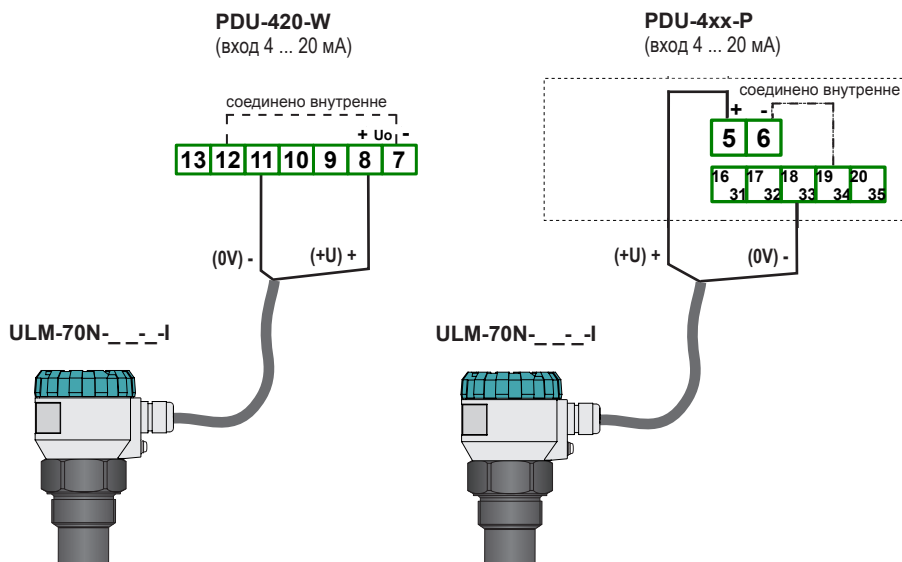 PDU-420-W
(вход 4 ... 20 мА)
соединено внутренне
+ Uo -
13 12 11 10 9 8 7
(0V) - (+U) +
ULM-70N-_ _-_-I
PDU-4xx-P
(вход 4 ... 20 мА)
соединено внутренне
+ -
5 6
16 17 18 19 20
31 32 33 34 35
(+U) + (0V) -
ULM-70N-_ _-_-I